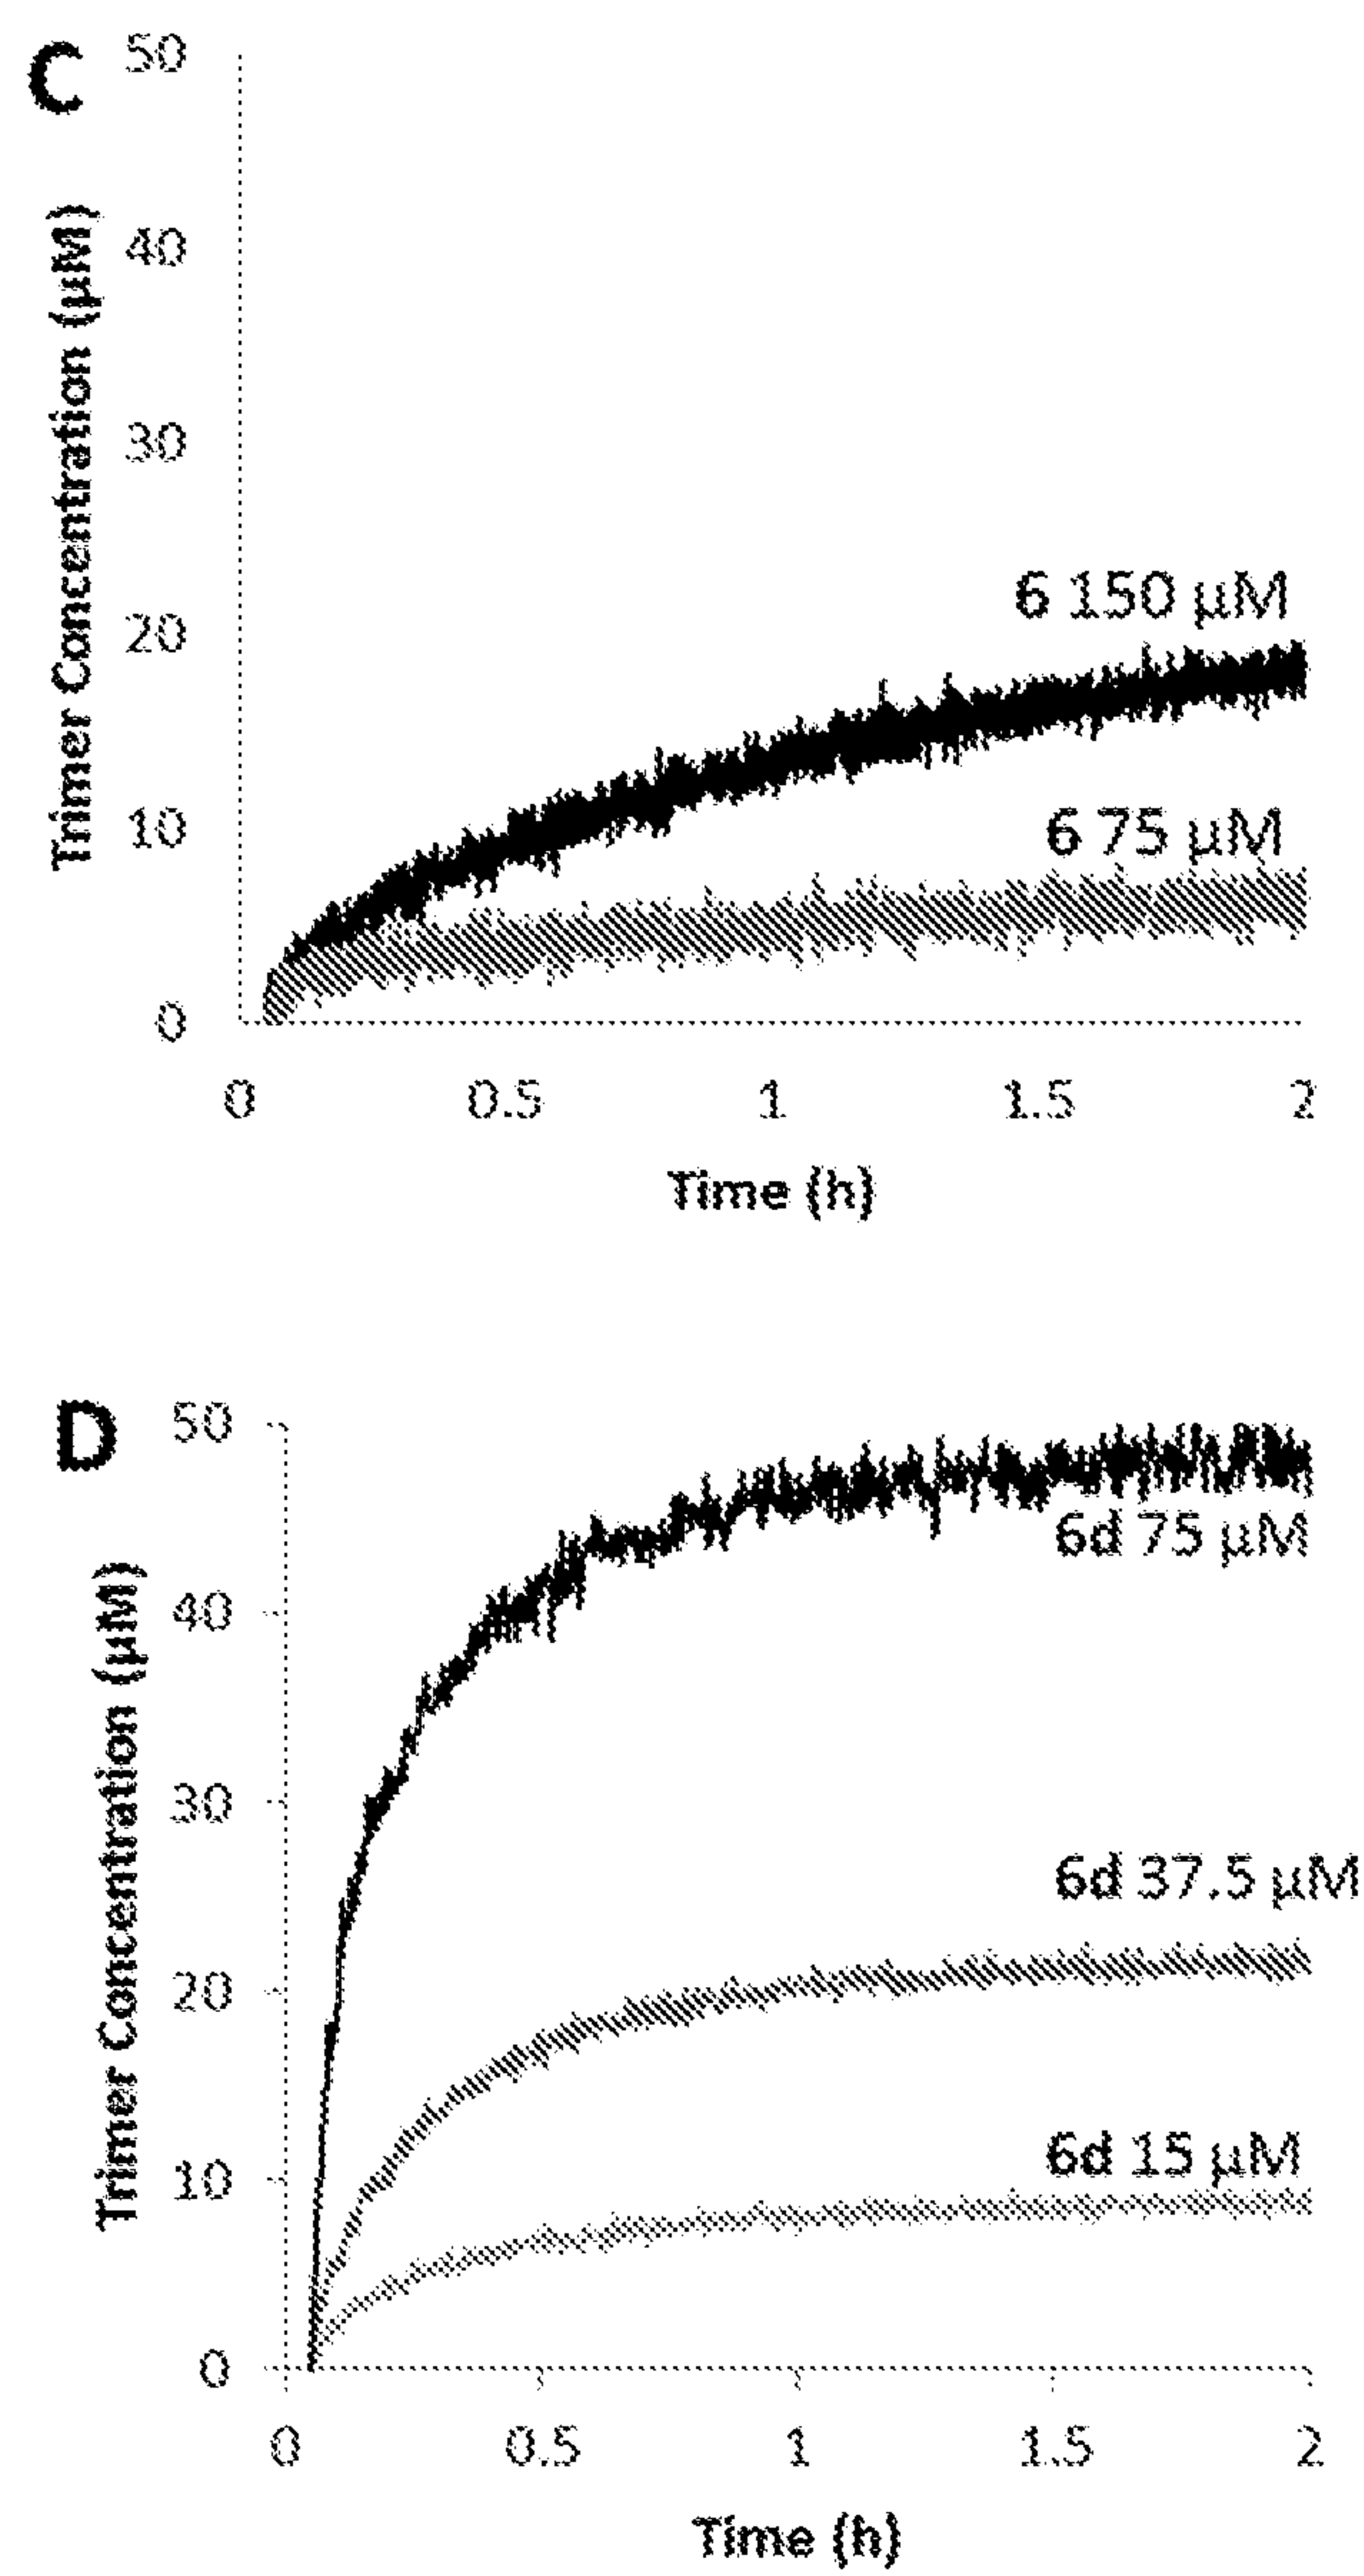 C
50
40
30
20
10
0
Trimer Concentration (µM)
6 150 µM
6 75 µM
0 0.5 1 1.5 2
Time (h)
D
50
40
30
20
10
0
Trimer Concentration (µM)
6d 75 µM
6d 37.5 µM
6d 15 µM
0 0.5 1 1.5 2
Time (h)